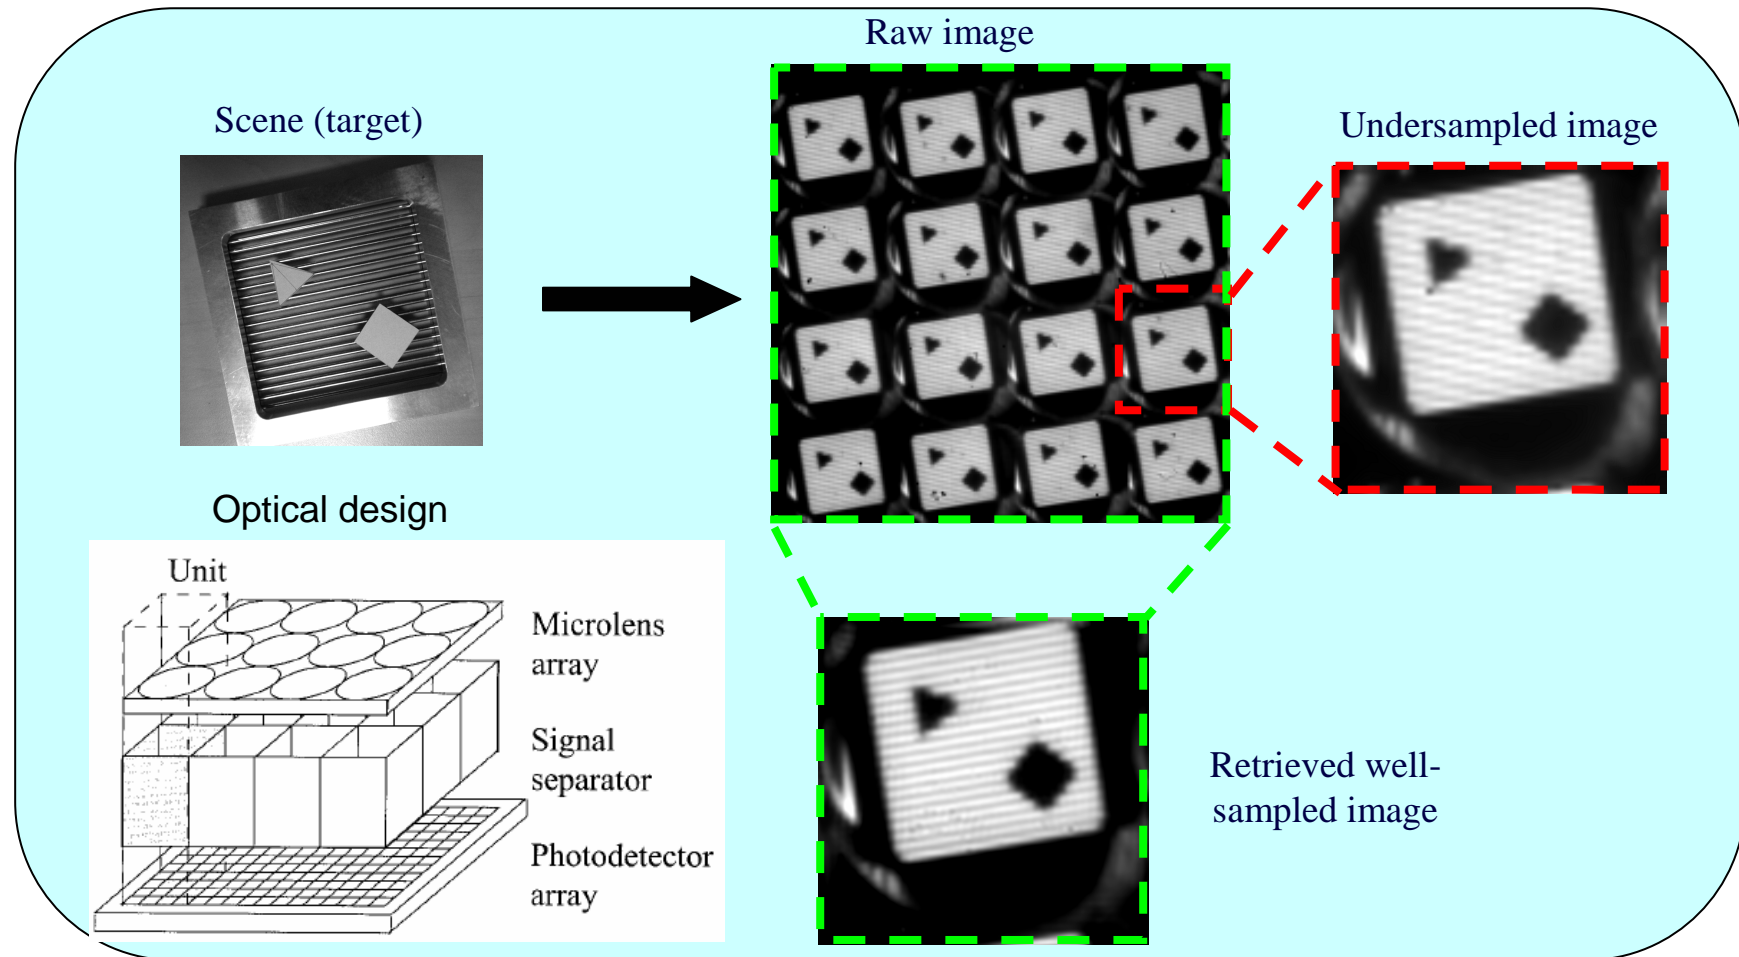 Raw image
Scene (target)
Undersampled image
Optical design
Unit
Microlens
array
Signal
separator
Photodetector
array
Retrieved well-
sampled image